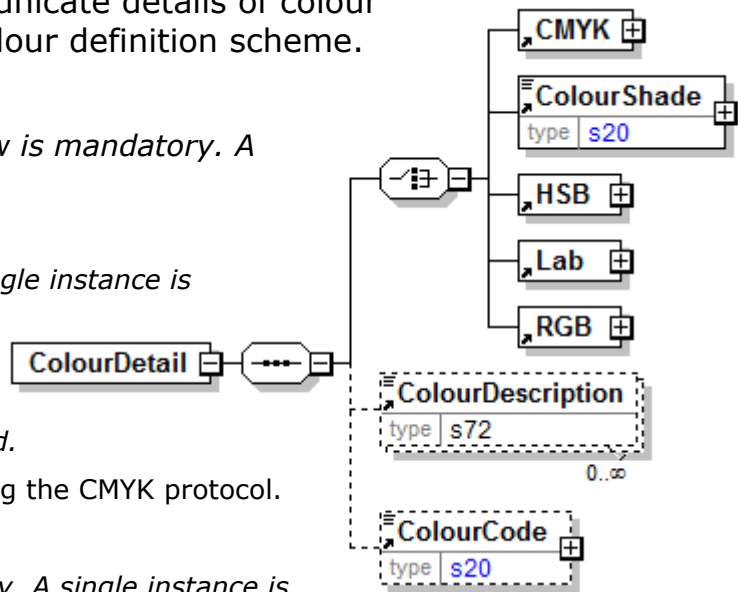 unicate details of colour
lour definition scheme.
w is mandatory. A
gle instance is
d.
g the CMYK protocol.
y. A single instance is
ColourDetail
CMYK
ColourShade
type s20
HSB
Lab
RGB
ColourDescription
type s72
0..∞
ColourCode
type s20